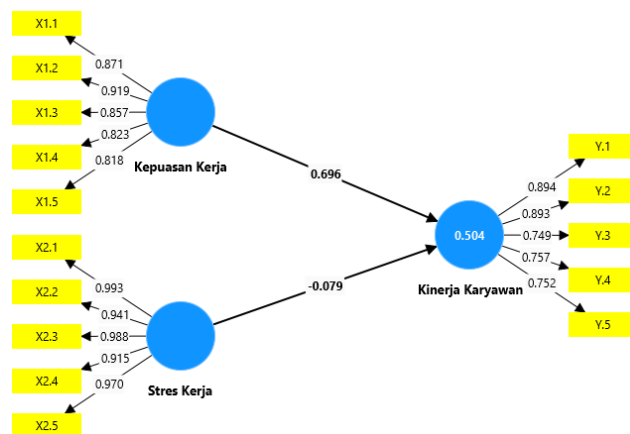 X1.1
0.871
X1.2
0.919
X1.3
0.857
X1.4
0.823
X1.5
0.818
Kepuasan Kerja
0.696
X2.1
0.993
X2.2
0.941
X2.3
0.988
X2.4
0.915
X2.5
0.970
Stres Kerja
-0.079
0.504
Kinerja Karyawan
Y.1
0.894
Y.2
0.893
Y.3
0.749
Y.4
0.757
Y.5
0.752